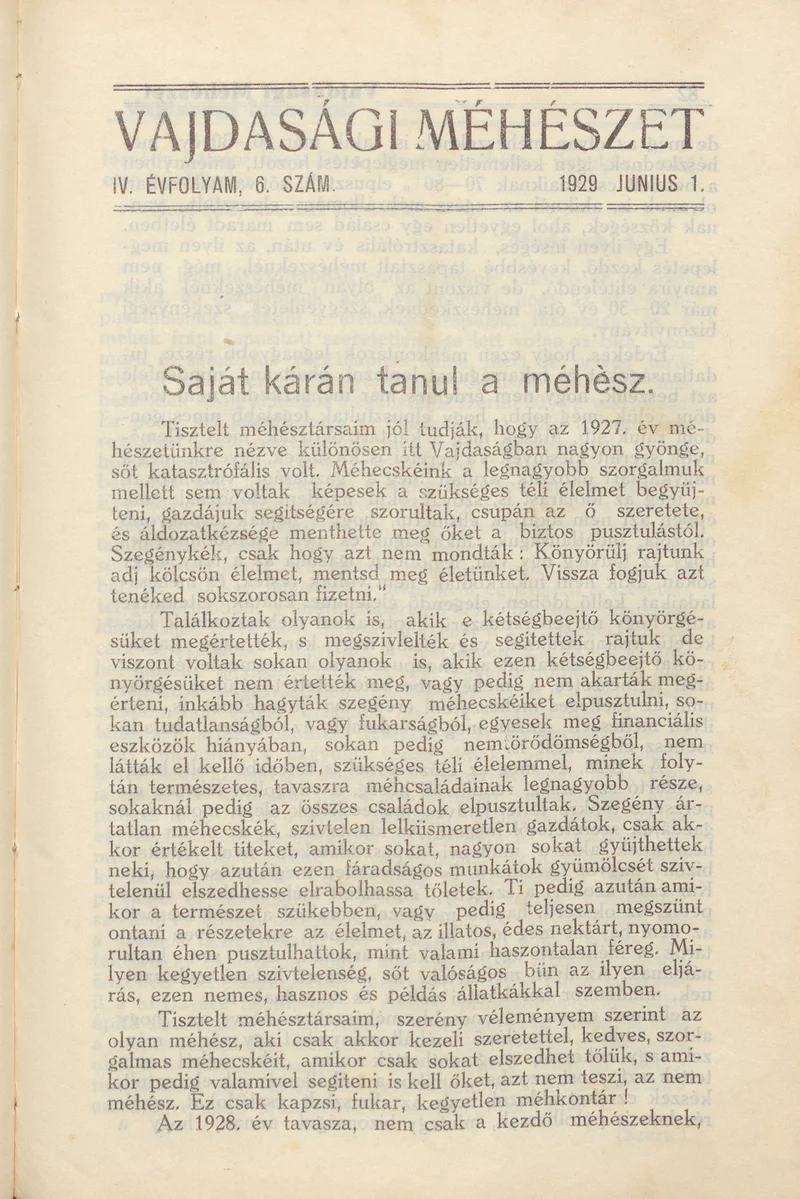 VAJDASÁGI MÉHÉSZET
IV. ÉVFOLYAM, 6. SZÁM. 1929 JUNIUS 1.
Saját kárán tanul a méhèsz.
Tisztelt méhésztársaim jól tudják, hogy az 1927. év mé-
hészetünkre nézve különösen itt Vajdaságban nagyon gyönge,
sőt katasztrófális volt. Méhecskéink a legnagyobb szorgalmuk
mellett sem voltak képesek a szükséges téli élelmet begyüj-
teni, gazdájuk segitségére szorultak, csupán az ő szeretete,
és áldozatkézsége menthette meg őket a biztos pusztulástól.
Szegénykék, csak hogy azt nem mondták : Könyörülj rajtunk
adj kölcsön élelmet, mentsd meg életünket. Vissza fogjuk azt
tenéked sokszorosan fizetni."
Találkoztak olyanok is, akik e kétségbeejtő könyörgé-
süket megértették, s megszivlelték és segitettek rajtuk de
viszont voltak sokan olyanok is, akik ezen kétségbeejtő kö-
nyörgésüket nem értették meg, vagy pedig nem akarták meg-
érteni, inkább hagyták szegény méhecskéiket elpusztulni, so-
kan tudatlanságból, vagy fukarságból, egyesek meg financiális
eszközök hiányában, sokan pedig nemtörődömségből, nem
látták el kellő időben, szükséges téli élelemmel, minek foly-
tán természetes, tavaszra méhcsaládainak legnagyobb része,
sokaknál pedig az összes családok elpusztultak. Szegény ár-
tatlan méhecskék, szivtelen lelkiismeretlen gazdátok, csak ak-
kor értékelt titeket, amikor sokat, nagyon sokat gyüjthettek
neki, hogy azután ezen fáradságos munkátok gyümölcsét sziv-
telenül elszedhesse elrabolhassa tőletek. Ti pedig azután ami-
kor a természet szükebben, vagy pedig teljesen megszünt
ontani a részetekre az élelmet, az illatos, édes nektárt, nyomo-
rultan éhen pusztulhattok, mint valami haszontalan féreg. Mi-
lyen kegyetlen szivtelenség, sőt valóságos bün az ilyen eljá-
rás, ezen nemes, hasznos és példás állatkákkal szemben.
Tisztelt méhésztársaim, szerény véleményem szerint az
olyan méhész, aki csak akkor kezeli szeretettel, kedves, szor-
galmas méhecskéit, amikor csak sokat elszedhet tőlük, s ami-
kor pedig valamivel segiteni is kell őket, azt nem teszi, az nem
méhész. Ez csak kapzsi, fukar, kegyetlen méhkontár !
Az 1928. év tavasza, nem csak a kezdő méhészeknek,